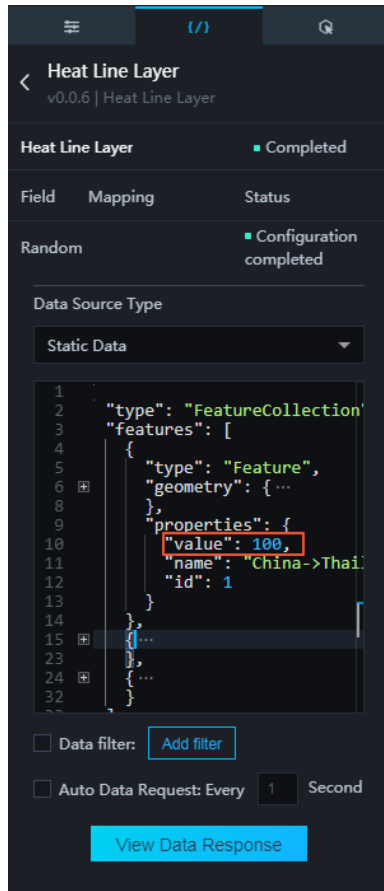 {/}
Heat Line Layer
v0.0.6 | Heat Line Layer
Heat Line Layer Completed
Field Mapping Status
Random Configuration completed
Data Source Type
Static Data
1
2 "type": "FeatureCollection"
3 "features": [
4 {
5 "type": "Feature",
6 "geometry": { ···
8 },
9 "properties": {
10 "value": 100,
11 "name": "China->Thai
12 "id": 1
13 }
14 },
15 { ···
23 },
24 { ···
32 }
Data filter: Add filter
Auto Data Request: Every 1 Second
View Data Response